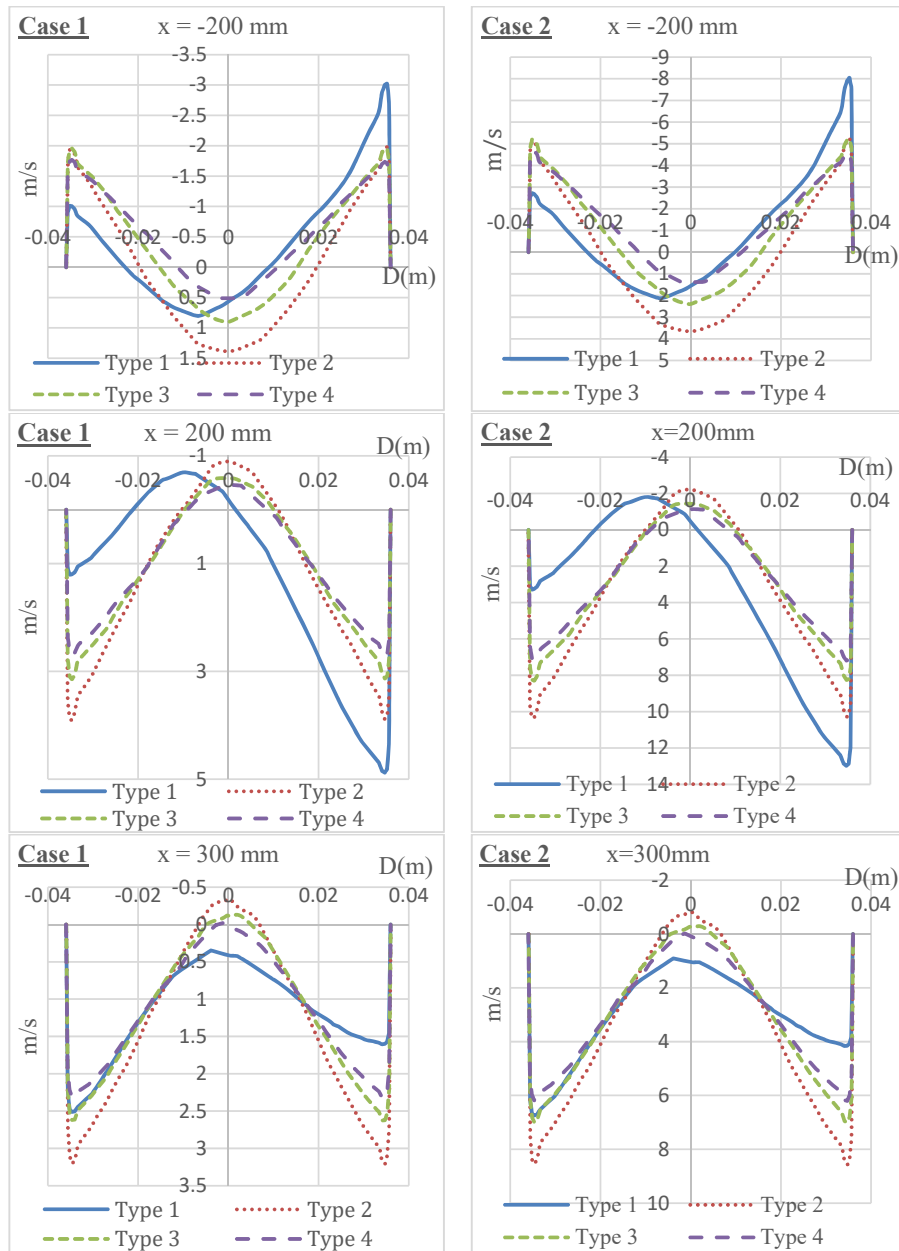 Case 1 x = -200 mm
-3.5
-3
-2.5
-2
-1.5
-1
-0.5
0
0.5
1
1.5
-0.04 -0.02 0 0.02 0.04
D(m)
m/s
Type 1 Type 2
Type 3 Type 4
Case 2 x = -200 mm
-9
-8
-7
-6
-5
-4
-3
-2
-1
0
1
2
3
4
5
-0.04 -0.02 0 0.02 0.04
D(m)
m/s
Type 1 Type 2
Type 3 Type 4
Case 1 x = 200 mm
D(m)
-1
1
3
5
-0.04 -0.02 0 0.02 0.04
m/s
Type 1 Type 2
Type 3 Type 4
Case 2 x=200mm
D(m)
-4
-2
0
2
4
6
8
10
12
14
-0.04 -0.02 0 0.02 0.04
m/s
Type 1 Type 2
Type 3 Type 4
Case 1 x = 300 mm
D(m)
-0.5
0
0.5
1
1.5
2
2.5
3
3.5
-0.04 -0.02 0 0.02 0.04
m/s
Type 1 Type 2
Type 3 Type 4
Case 2 x=300mm
D(m)
-2
0
2
4
6
8
10
-0.04 -0.02 0 0.02 0.04
m/s
Type 1 Type 2
Type 3 Type 4